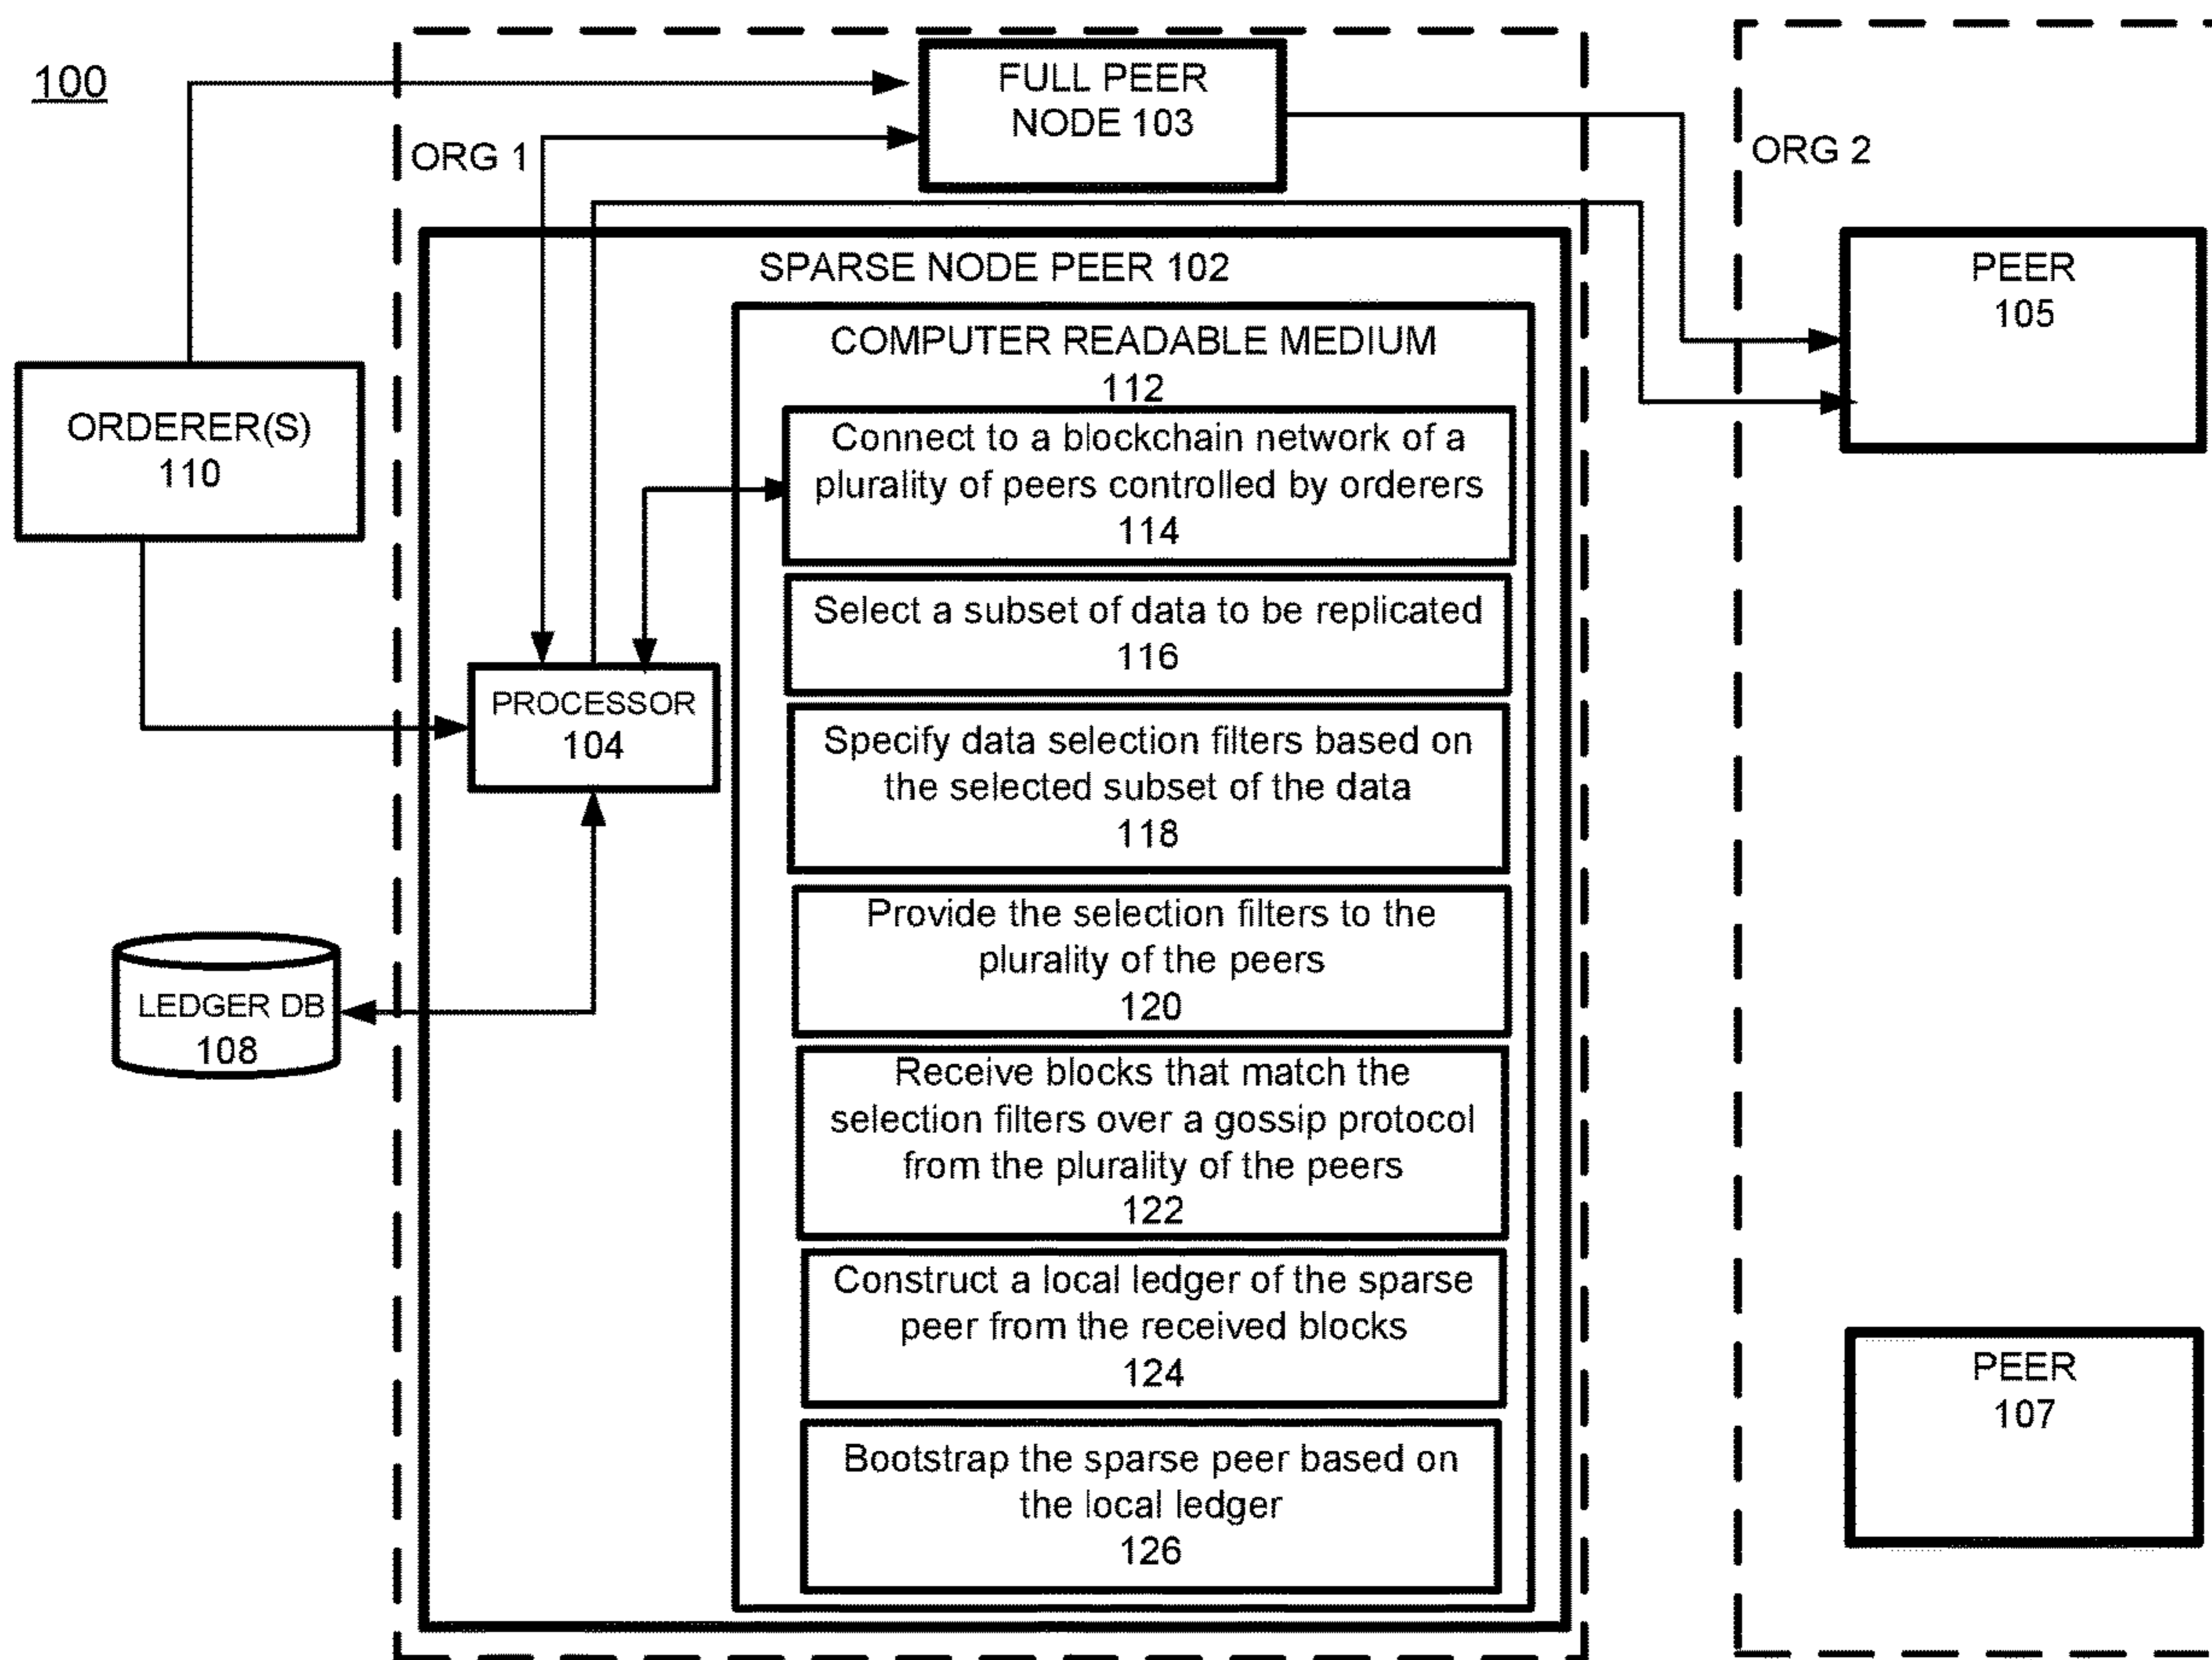 100
FULL PEER
NODE 103
ORG 1
ORG 2
SPARSE NODE PEER 102
PEER
105
COMPUTER READABLE MEDIUM
112
ORDERER(S)
110
Connect to a blockchain network of a
plurality of peers controlled by orderers
114
Select a subset of data to be replicated
116
PROCESSOR
104
Specify data selection filters based on
the selected subset of the data
118
Provide the selection filters to the
plurality of the peers
120
LEDGER DB
108
Receive blocks that match the
selection filters over a gossip protocol
from the plurality of the peers
122
Construct a local ledger of the sparse
peer from the received blocks
124
PEER
107
Bootstrap the sparse peer based on
the local ledger
126